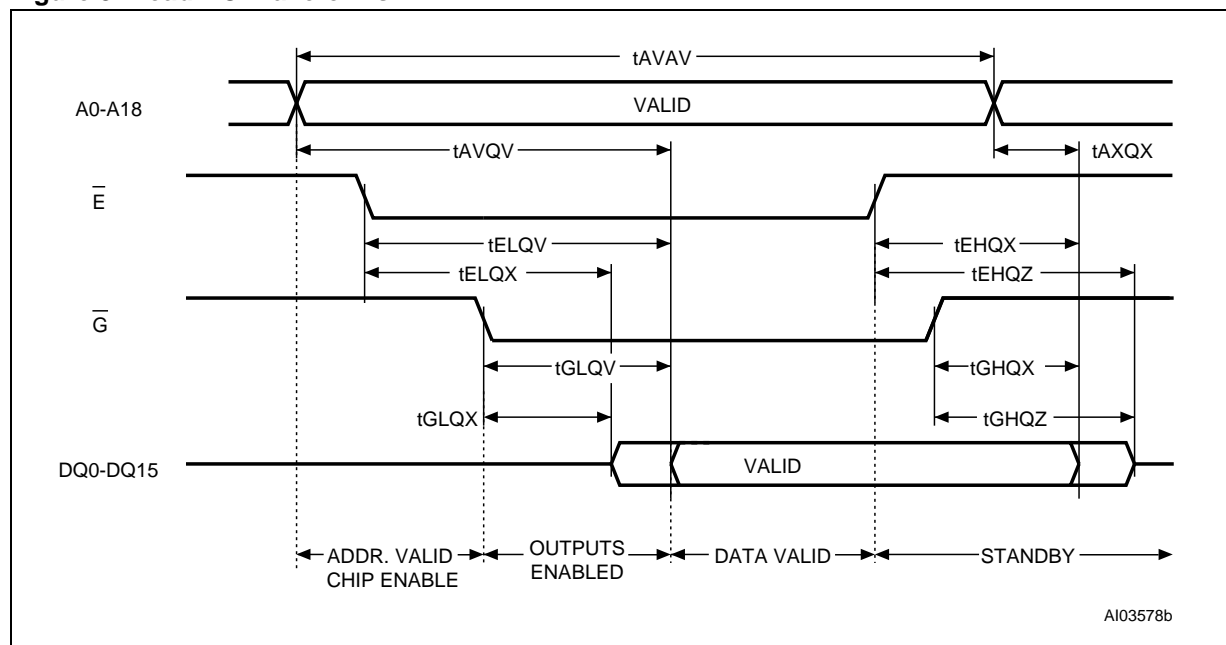 tAVAV
A0-A18
VALID
tAVQV
tAXQX
E
tELQV
tEHQX
tELQX
tEHQZ
G
tGLQV
tGHQX
tGLQX
tGHQZ
DQ0-DQ15
VALID
ADDR. VALID
CHIP ENABLE
OUTPUTS
ENABLED
DATA VALID
STANDBY
AI03578b